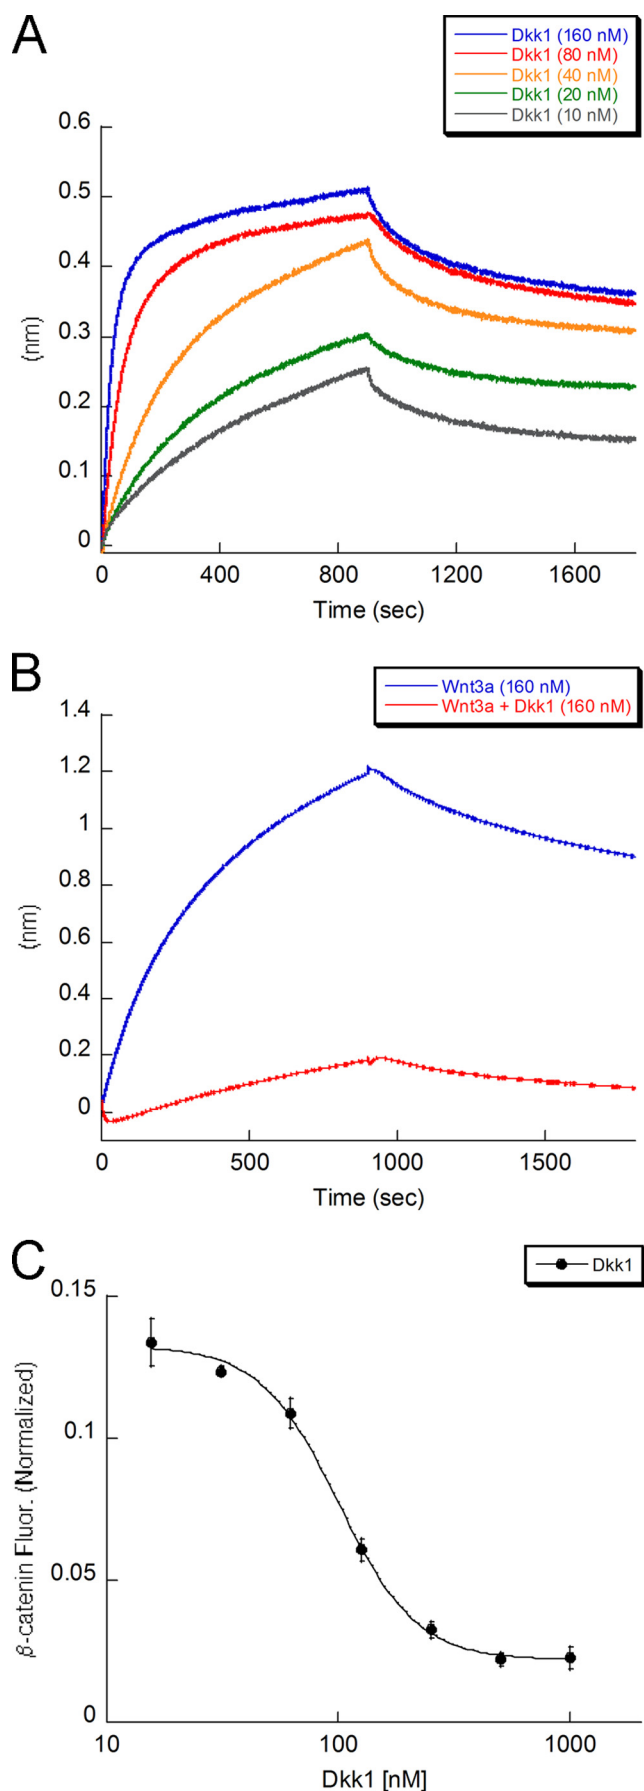 A
Dkk1 (160 nM)
Dkk1 (80 nM)
Dkk1 (40 nM)
Dkk1 (20 nM)
Dkk1 (10 nM)
0.6
0.5
0.4
0.3
0.2
0.1
0
(nm)
0 400 800 1200 1600
Time (sec)
B
Wnt3a (160 nM)
Wnt3a + Dkk1 (160 nM)
1.4
1.2
1
0.8
0.6
0.4
0.2
0
(nm)
0 500 1000 1500
Time (sec)
C
Dkk1
0.15
0.1
0.05
0
β-catenin Fluor. (Normalized)
10 100 1000
Dkk1 [nM]